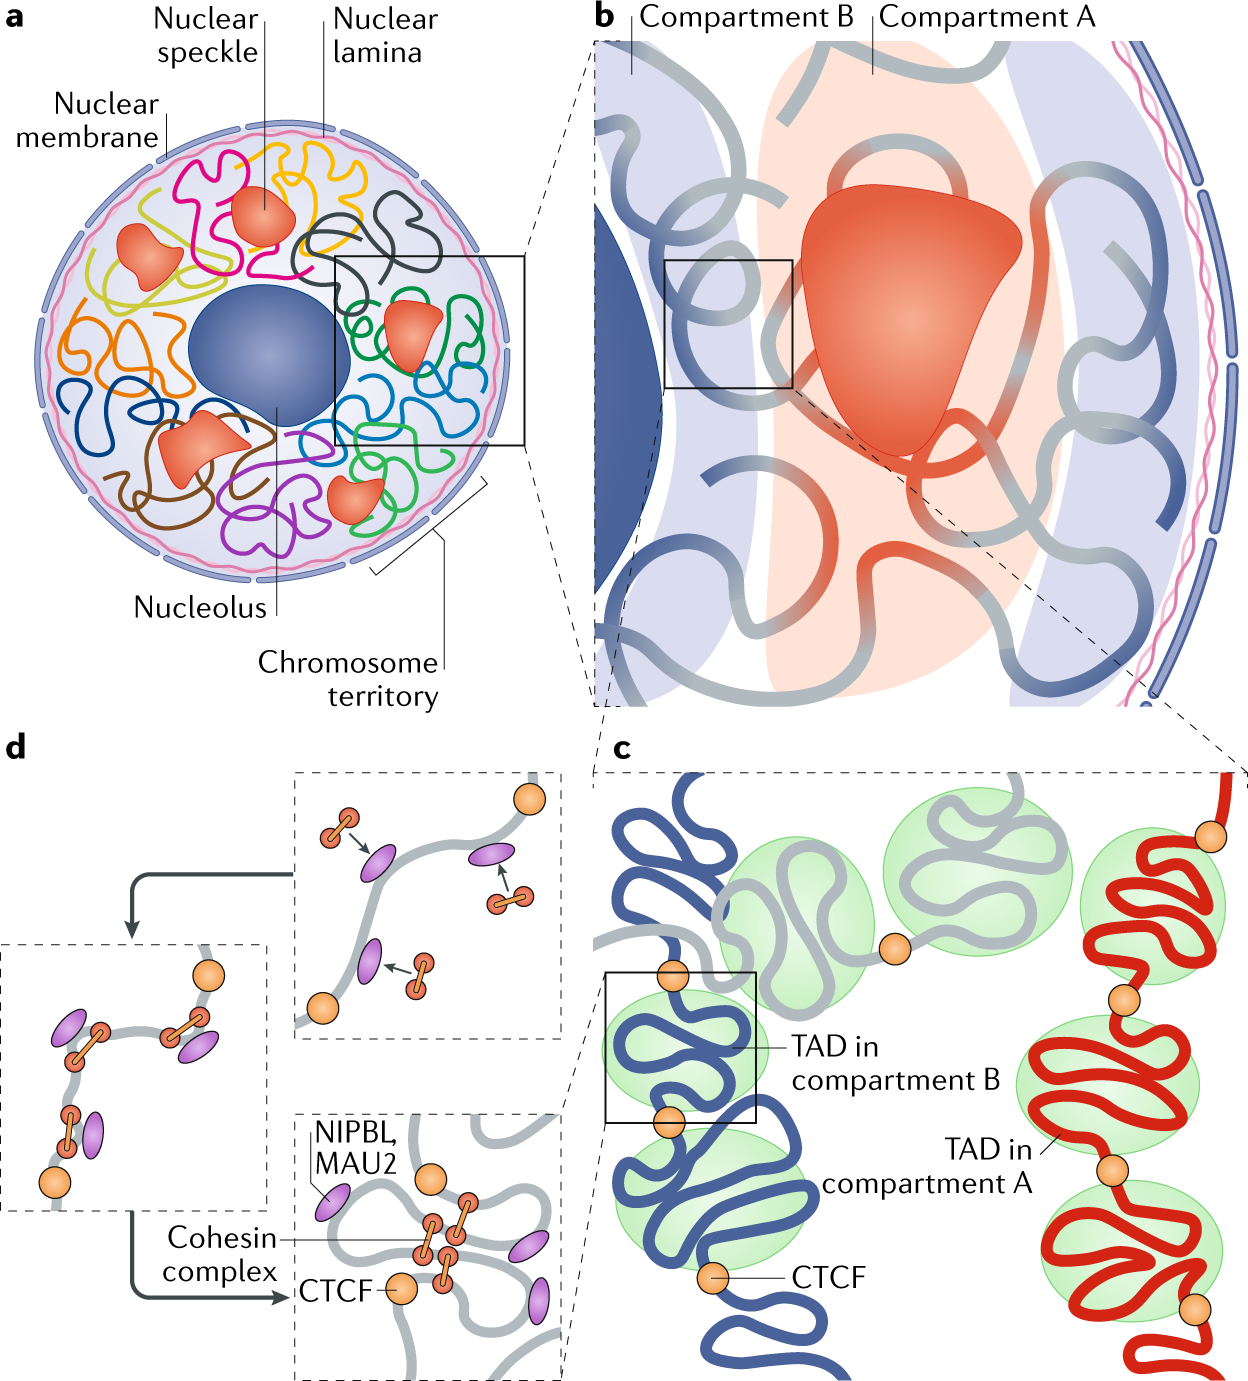 a
Nuclear
speckle
Nuclear
lamina
Nuclear
membrane
Nucleolus
Chromosome
territory
b
Compartment B
Compartment A
c
TAD in
compartment B
TAD in
compartment A
CTCF
d
NIPBL,
MAU2
Cohesin
complex
CTCF